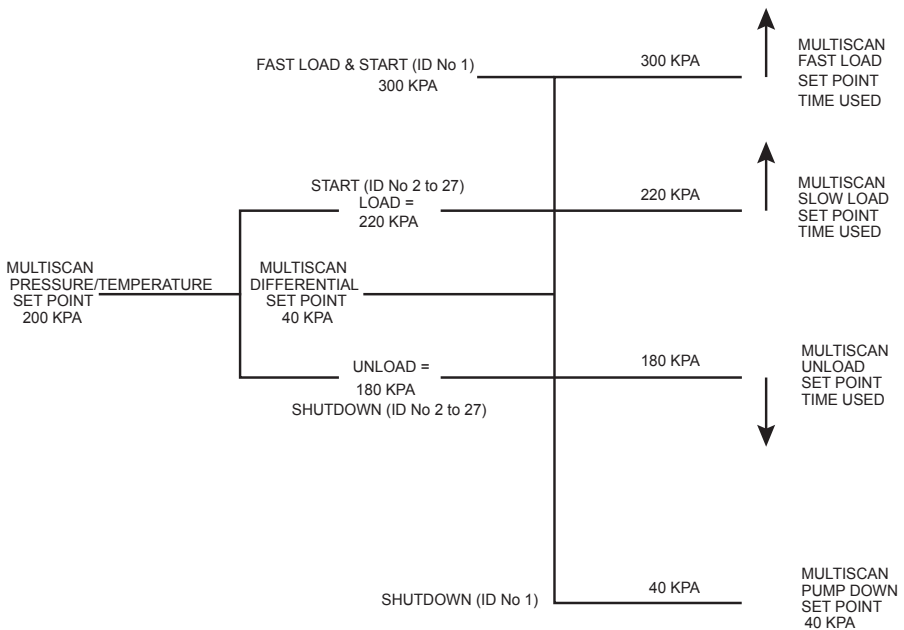 FAST LOAD & START (ID No 1)
300 KPA
300 KPA
MULTISCAN
FAST LOAD
SET POINT
TIME USED
START (ID No 2 to 27)
LOAD =
220 KPA
220 KPA
MULTISCAN
SLOW LOAD
SET POINT
TIME USED
MULTISCAN
PRESSURE/TEMPERATURE
SET POINT
200 KPA
MULTISCAN
DIFFERENTIAL
SET POINT
40 KPA
UNLOAD =
180 KPA
SHUTDOWN (ID No 2 to 27)
180 KPA
MULTISCAN
UNLOAD
SET POINT
TIME USED
SHUTDOWN (ID No 1)
40 KPA
MULTISCAN
PUMP DOWN
SET POINT
40 KPA